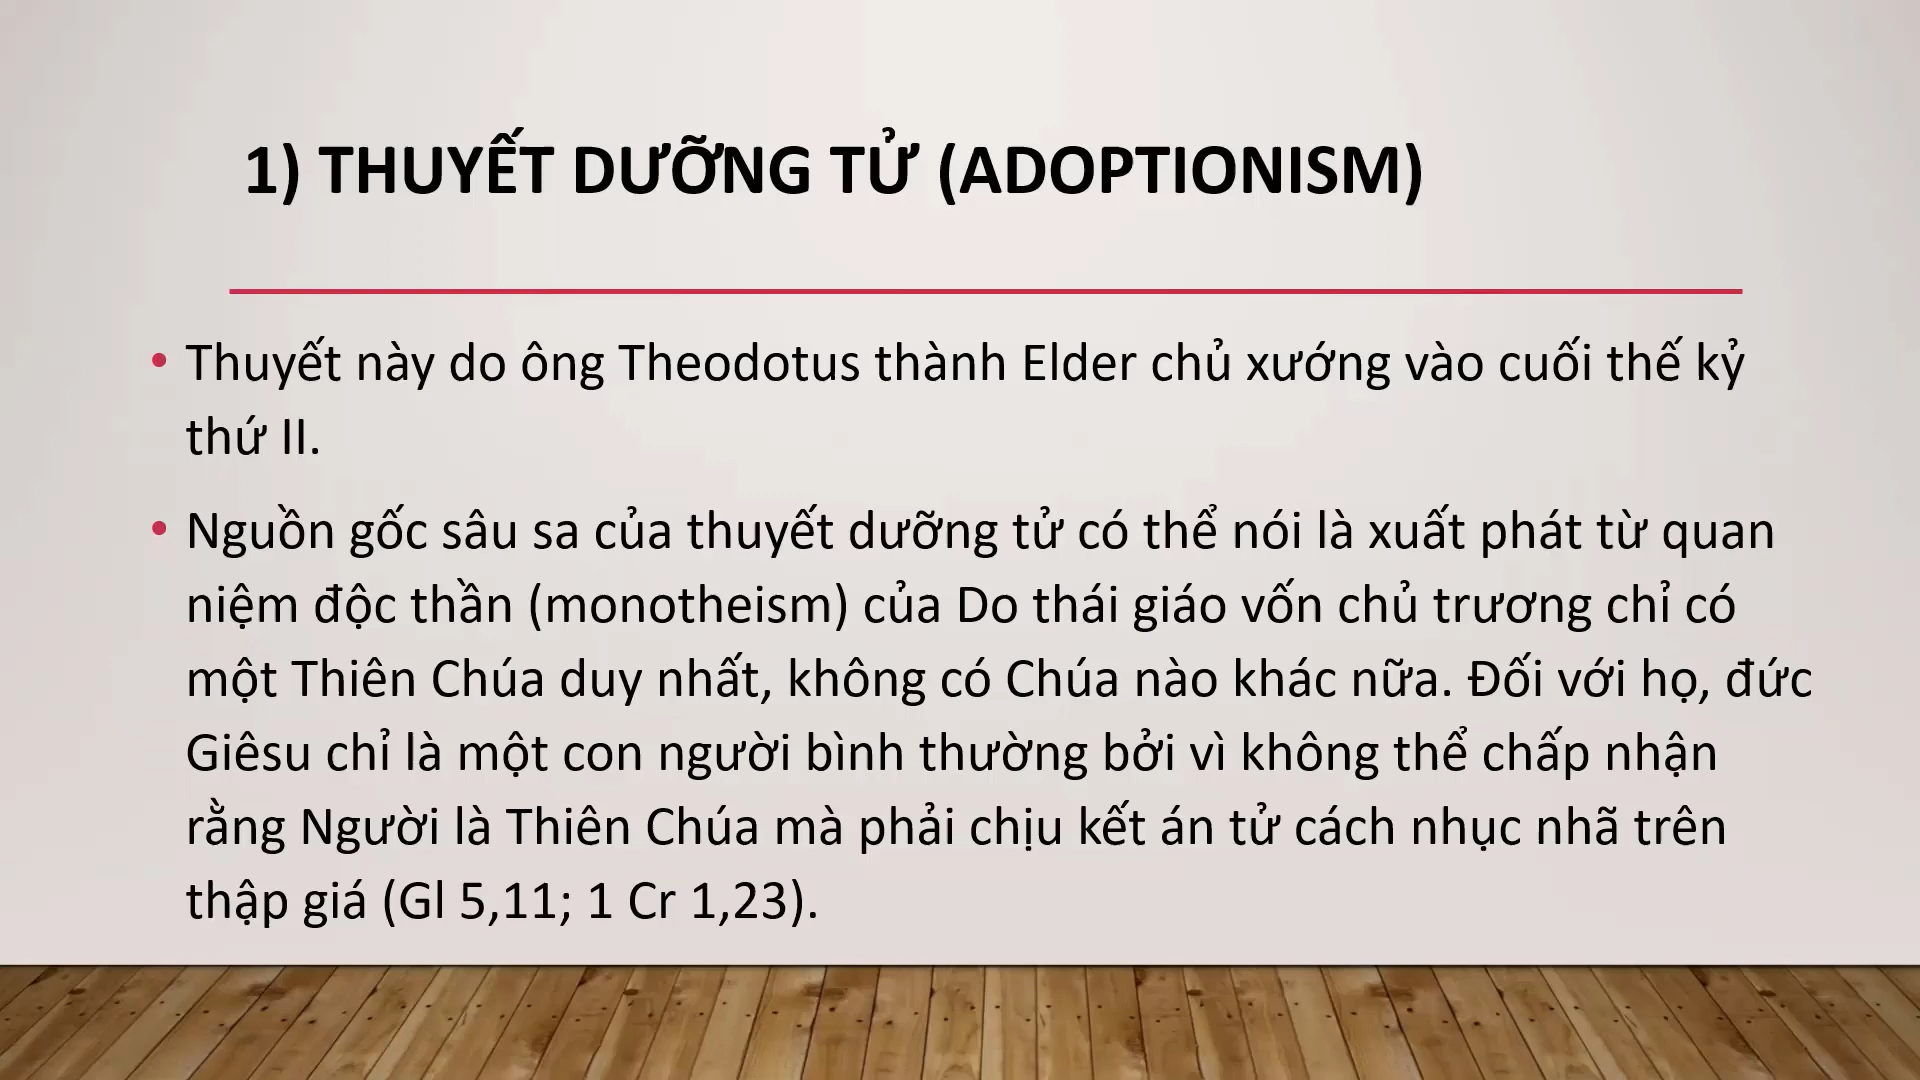 1) THUYẾT DƯỠNG TỬ (ADOPTIONISM)
• Thuyết này do ông Theodotus thành Elder chủ xướng vào cuối thế kỷ
thứ II.
• Nguồn gốc sâu sa của thuyết dưỡng tử có thể nói là xuất phát từ quan
niệm độc thần (monotheism) của Do thái giáo vốn chủ trương chỉ có
một Thiên Chúa duy nhất, không có Chúa nào khác nữa. Đối với họ, đức
Giêsu chỉ là một con người bình thường bởi vì không thể chấp nhận
rằng Người là Thiên Chúa mà phải chịu kết án tử cách nhục nhã trên
thập giá (Gl 5,11; 1 Cr 1,23).